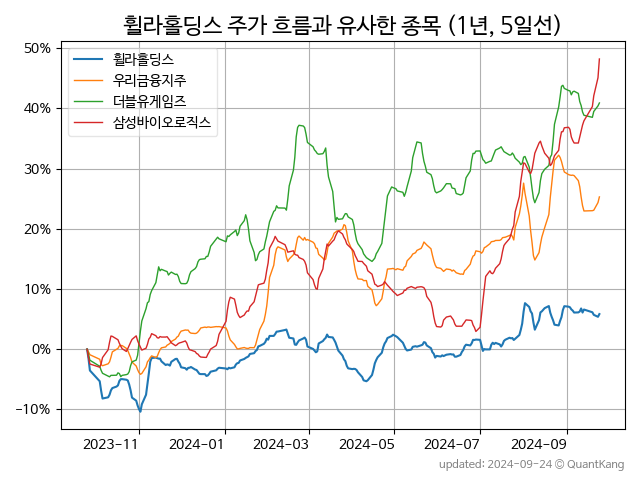 휠라홀딩스 주가 흐름과 유사한 종목 (1년, 5일선)
휠라홀딩스
우리금융지주
더블유게임즈
삼성바이오로직스
50%
40%
30%
20%
10%
0%
−10%
2023-11
2024-01
2024-03
2024-05
2024-07
2024-09
updated: 2024-09-24 © QuantKang